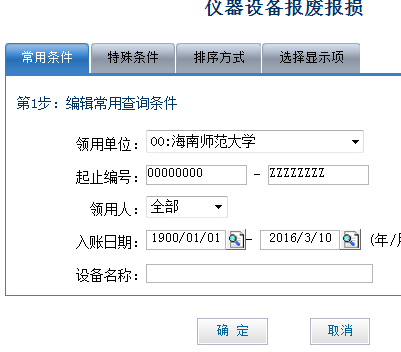 仪器设备报废报损
常用条件 特殊条件 排序方式 选择显示项
第1步：编辑常用查询条件
领用单位： 00:海南师范大学
起止编号： 00000000 - ZZZZZZZZ
领用人： 全部
入账日期： 1900/01/01 - 2016/3/10 (年/
设备名称：
确 定 取消